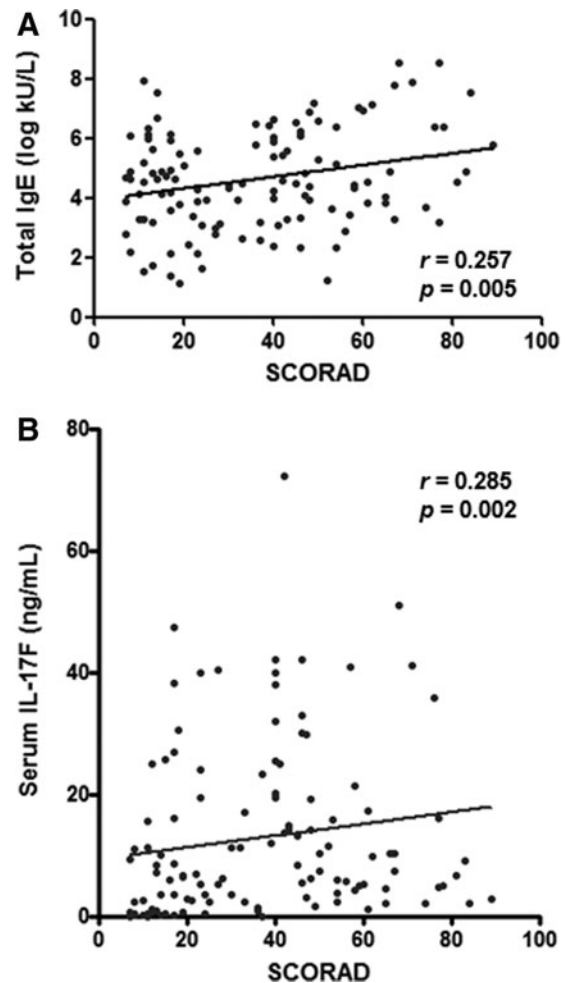 A
Total IgE (log kU/L)
10
8
6
4
2
0
r = 0.257
p = 0.005
0 20 40 60 80 100
SCORAD
B
Serum IL-17F (ng/mL)
80
60
40
20
0
r = 0.285
p = 0.002
0 20 40 60 80 100
SCORAD